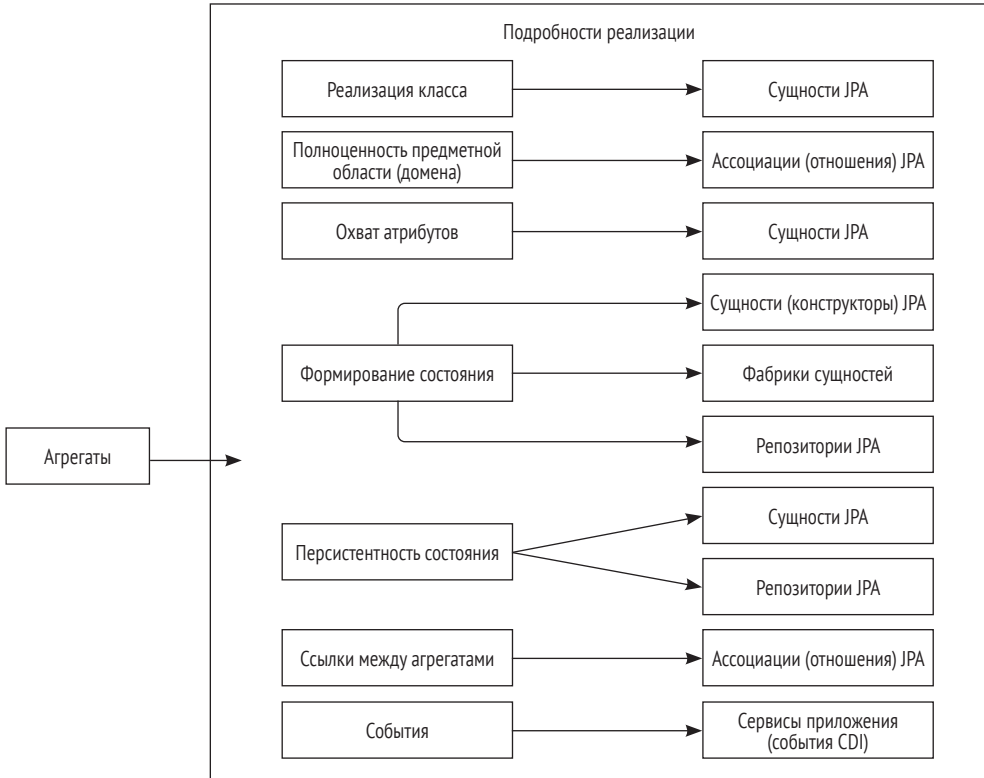 Подробности реализации
Реализация класса
Сущности JPA
Полноценность предметной
области (домена)
Ассоциации (отношения) JPA
Охват атрибутов
Сущности JPA
Сущности (конструкторы) JPA
Формирование состояния
Фабрики сущностей
Репозитории JPA
Агрегаты
Сущности JPA
Персистентность состояния
Репозитории JPA
Ссылки между агрегатами
Ассоциации (отношения) JPA
События
Сервисы приложения
(события CDI)